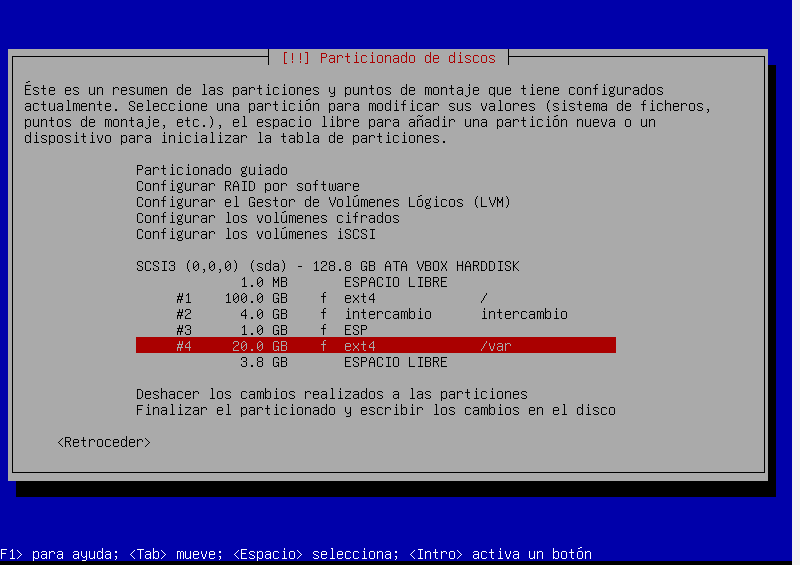 [!!] Particionado de discos
Éste es un resumen de las particiones y puntos de montaje que tiene configurados
actualmente. Seleccione una partición para modificar sus valores (sistema de ficheros,
puntos de montaje, etc.), el espacio libre para añadir una partición nueva o un
dispositivo para inicializar la tabla de particiones.
Particionado guiado
Configurar RAID por software
Configurar el Gestor de Volúmenes Lógicos (LVM)
Configurar los volúmenes cifrados
Configurar los volúmenes iSCSI
SCSI3 (0,0,0) (sda) - 128.8 GB ATA VBOX HARDDISK
1.0 MB ESPACIO LIBRE
#1 100.0 GB f ext4 /
#2 4.0 GB f intercambio intercambio
#3 1.0 GB f ESP
#4 20.0 GB f ext4 /var
3.8 GB ESPACIO LIBRE
Deshacer los cambios realizados a las particiones
Finalizar el particionado y escribir los cambios en el disco
<Retroceder>
F1> para ayuda; <Tab> mueve; <Espacio> selecciona; <Intro> activa un botón